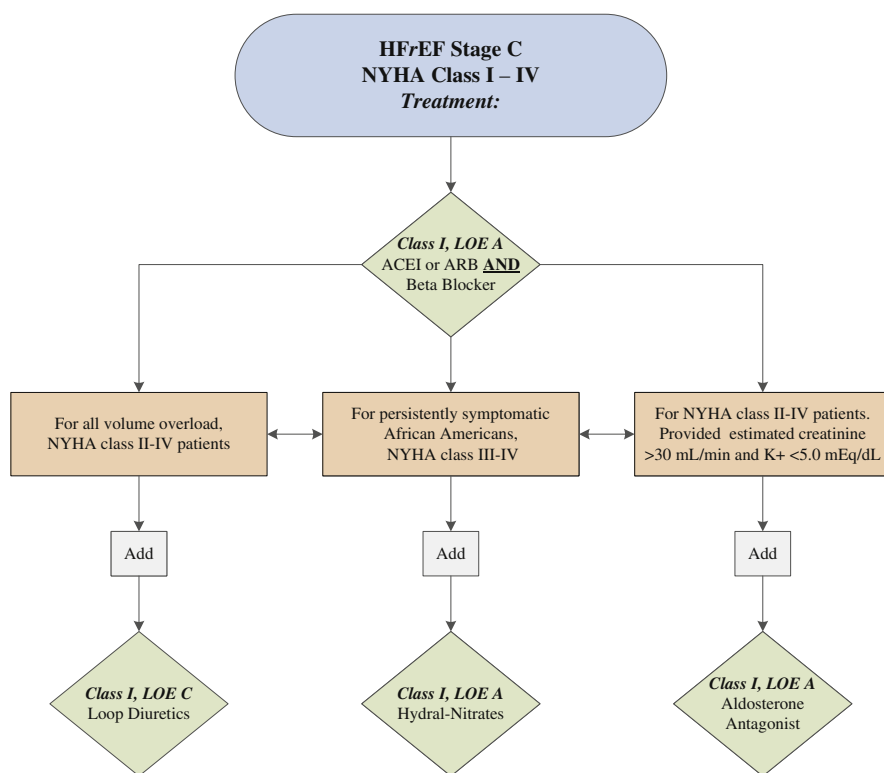 HFrEF Stage C
NYHA Class I – IV
Treatment:
Class I, LOE A
ACEI or ARB AND
Beta Blocker
For all volume overload,
NYHA class II-IV patients
For persistently symptomatic
African Americans,
NYHA class III-IV
For NYHA class II-IV patients.
Provided estimated creatinine
>30 mL/min and K+ <5.0 mEq/dL
Add
Add
Add
Class I, LOE C
Loop Diuretics
Class I, LOE A
Hydral-Nitrates
Class I, LOE A
Aldosterone
Antagonist